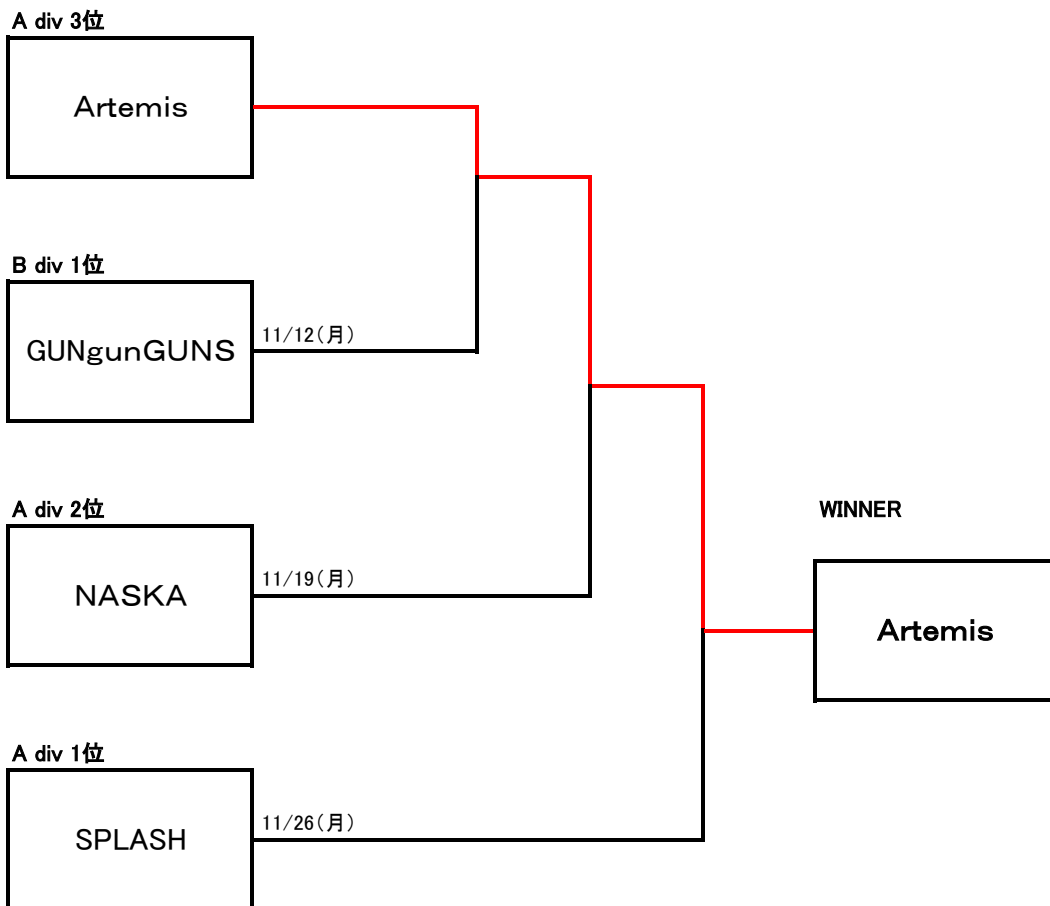 A div 3位
Artemis
B div 1位
GUNgunGUNS
11/12(月)
A div 2位
NASKA
11/19(月)
WINNER
Artemis
A div 1位
SPLASH
11/26(月)